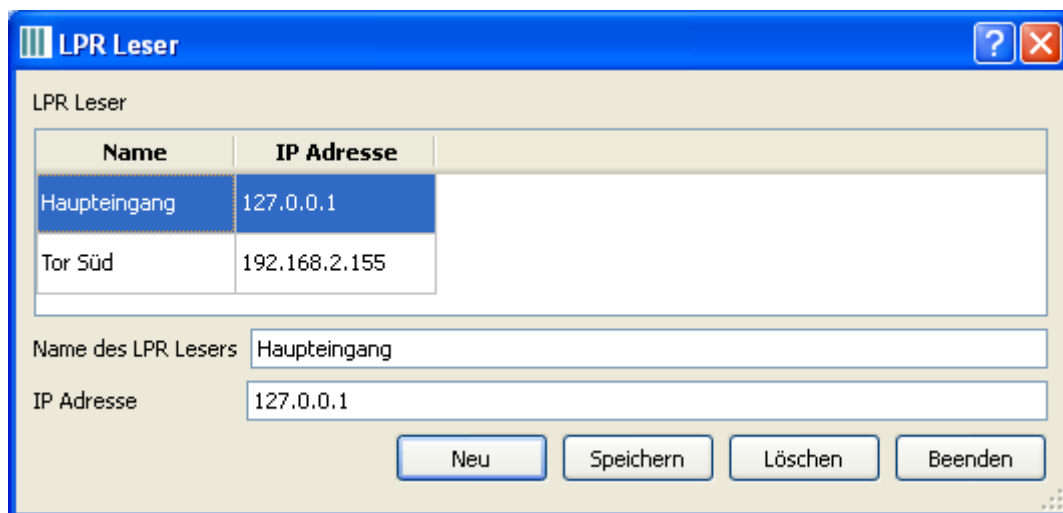 LPR Leser
LPR Leser
Name IP Adresse
Haupteingang 127.0.0.1
Tor Süd 192.168.2.155
Name des LPR Lesers Haupteingang
IP Adresse 127.0.0.1
Neu Speichern Löschen Beenden